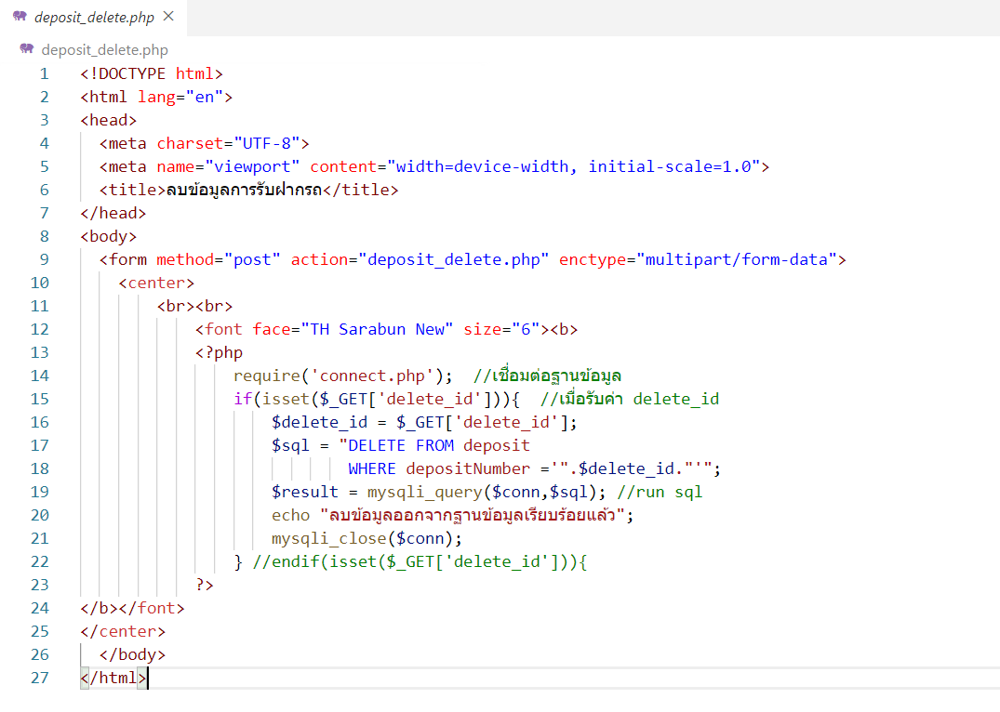 deposit_delete.php
deposit_delete.php
1 <!DOCTYPE html>
2 <html lang="en">
3 <head>
4 <meta charset="UTF-8">
5 <meta name="viewport" content="width=device-width, initial-scale=1.0">
6 <title>ลบข้อมูลการรับฝากรถ</title>
7 </head>
8 <body>
9 <form method="post" action="deposit_delete.php" enctype="multipart/form-data">
10 <center>
11 <br><br>
12 <font face="TH Sarabun New" size="6"><b>
13 <?php
14 require('connect.php'); //เชื่อมต่อฐานข้อมูล
15 if(isset($_GET['delete_id'])){ //เมื่อรับค่า delete_id
16 $delete_id = $_GET['delete_id'];
17 $sql = "DELETE FROM deposit
18 WHERE depositNumber ='".$delete_id."'";
19 $result = mysqli_query($conn,$sql); //run sql
20 echo "ลบข้อมูลออกจากฐานข้อมูลเรียบร้อยแล้ว";
21 mysqli_close($conn);
22 } //endif(isset($_GET['delete_id'])){
23 ?>
24 </b></font>
25 </center>
26 </body>
27 </html>